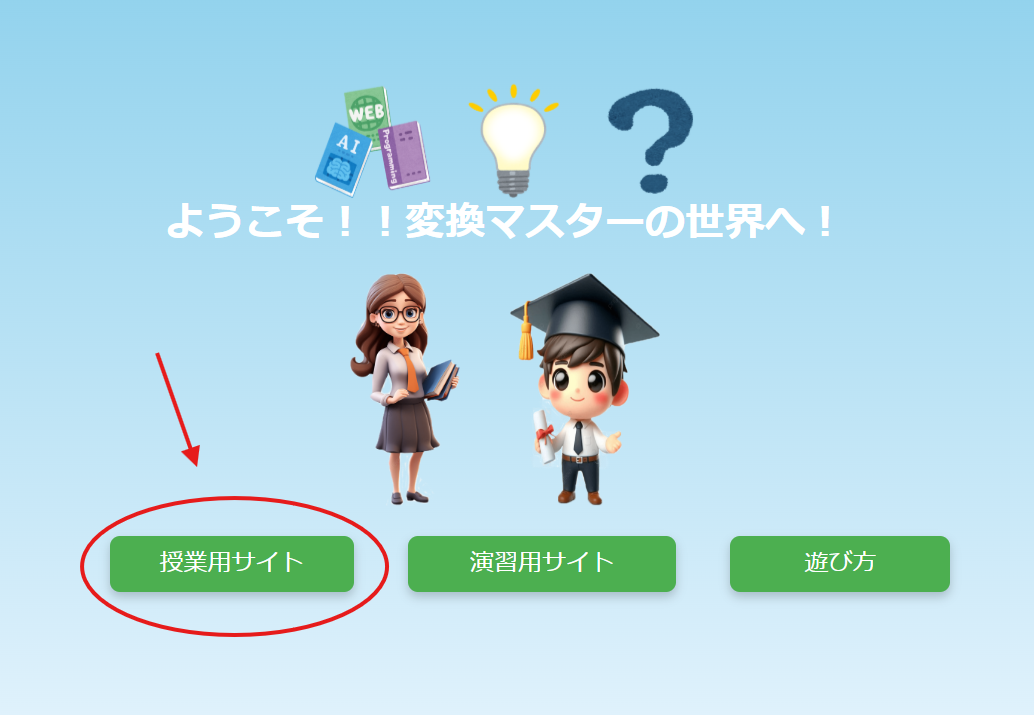 WEB
AI
Programming
ようこそ！！変換マスターの世界へ！
授業用サイト
演習用サイト
遊び方